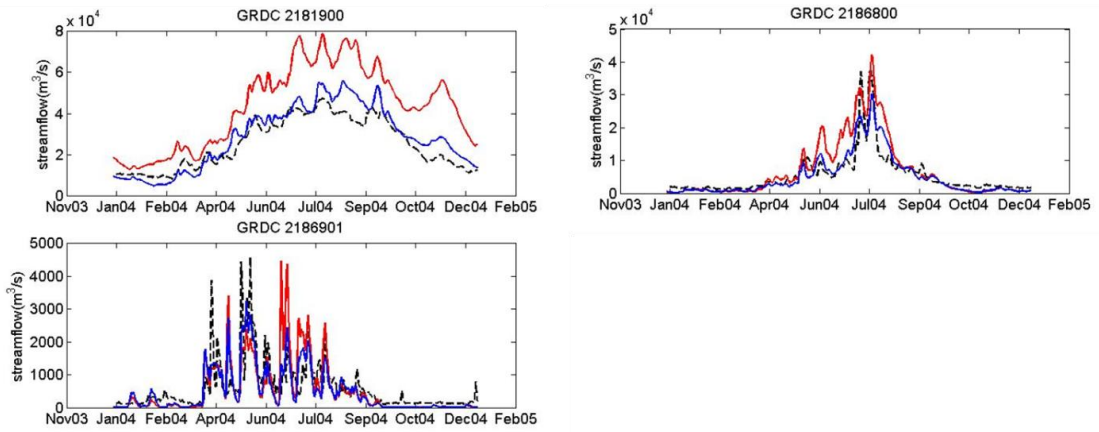 GRDC 2181900
8 x 10^4
6
4
2
0
streamflow(m^3/s)
Nov03 Jan04 Feb04 Apr04 Jun04 Jul04 Sep04 Oct04 Dec04 Feb05
GRDC 2186800
5 x 10^4
4
3
2
1
0
streamflow(m^3/s)
Nov03 Jan04 Feb04 Apr04 Jun04 Jul04 Sep04 Oct04 Dec04 Feb05
GRDC 2186901
5000
4000
3000
2000
1000
0
streamflow(m^3/s)
Nov03 Jan04 Feb04 Apr04 Jun04 Jul04 Sep04 Oct04 Dec04 Feb05